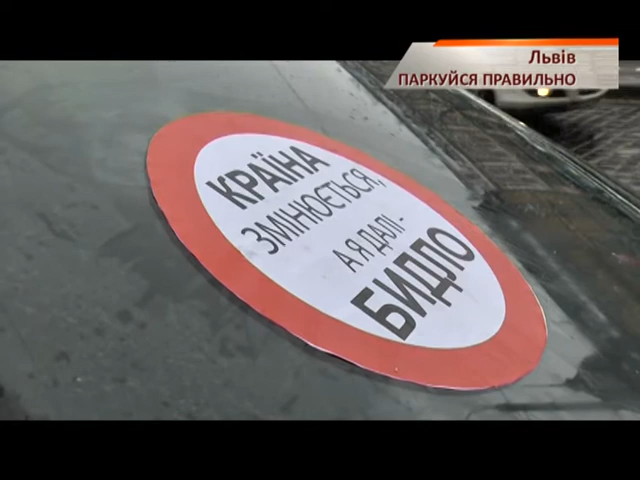 Львів
ПАРКУЙСЯ ПРАВИЛЬНО
КРАЇНА
ЗМІНЮЄТЬСЯ,
А Я ДАЛІ-
БИДЛО